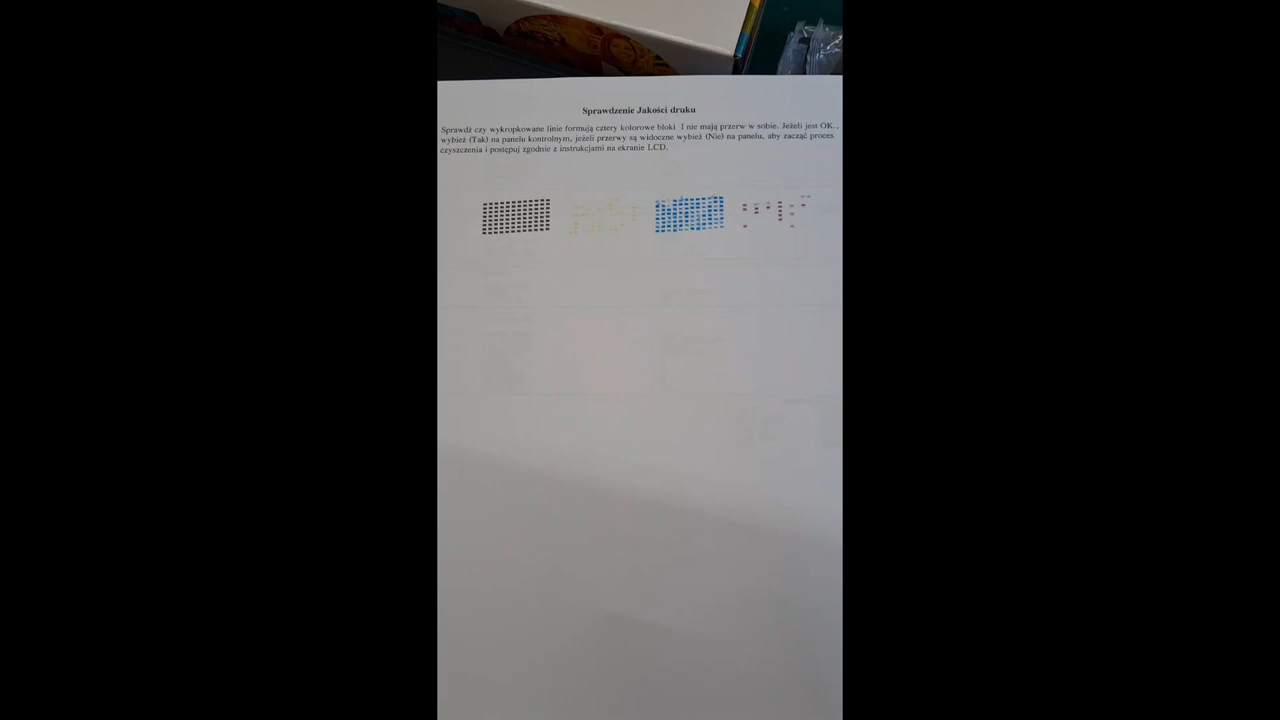 Sprawdzenie Jakości druku
Sprawdź czy wykropkowane linie formują cztery kolorowe bloki I nie mają przerw w sobie. Jeżeli jest OK..,
wybież (Tak) na panelu kontrolnym, jeżeli przerwy są widoczne wybież (Nie) na panelu, aby zacząć proces
czyszczenia i postępuj zgodnie z instrukcjami na ekranie LCD.